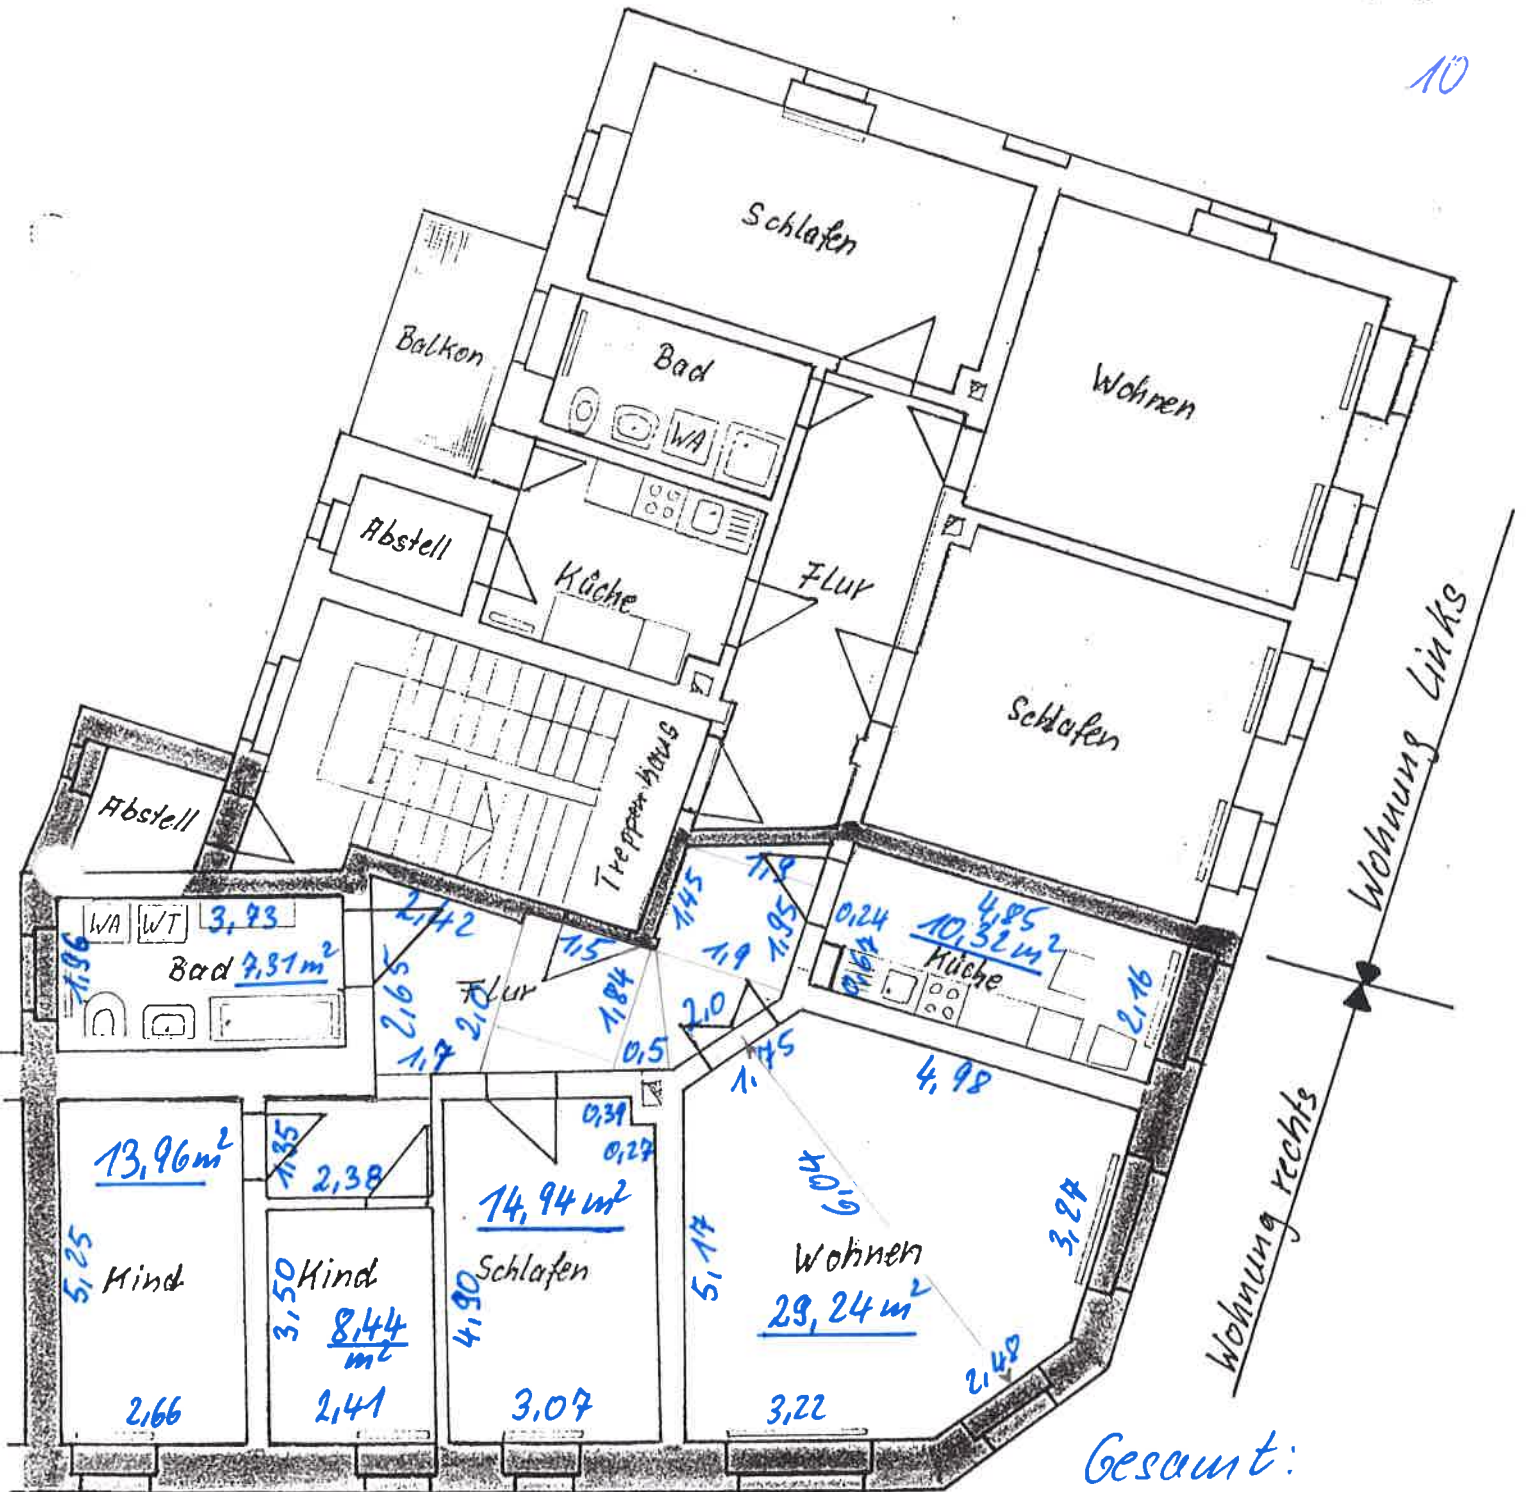 10
Schlafen
Wohnen
Balkon
Bad
WA
Abstell
Küche
Flur
Schlafen
Treppenhaus
Wohnung Links
Wohnung rechts
Abstell
WA
WT
3,73
1,96
Bad 7,31 m²
2,42
2,65
Flur
2,0
1,7
1,5
1,84
0,5
1,45
1,9
1,95
1,9
2,0
0,24
0,67
4,85
10,32 m²
Küche
2,16
4,98
1,75
13,96 m²
5,25
Kind
2,66
1,35
2,38
3,50
Kind
8,44
m²
2,41
0,39
0,27
14,94 m²
Schlafen
4,90
3,07
6,04
5,17
Wohnen
29,24 m²
3,27
2,48
3,22
Gesamt: